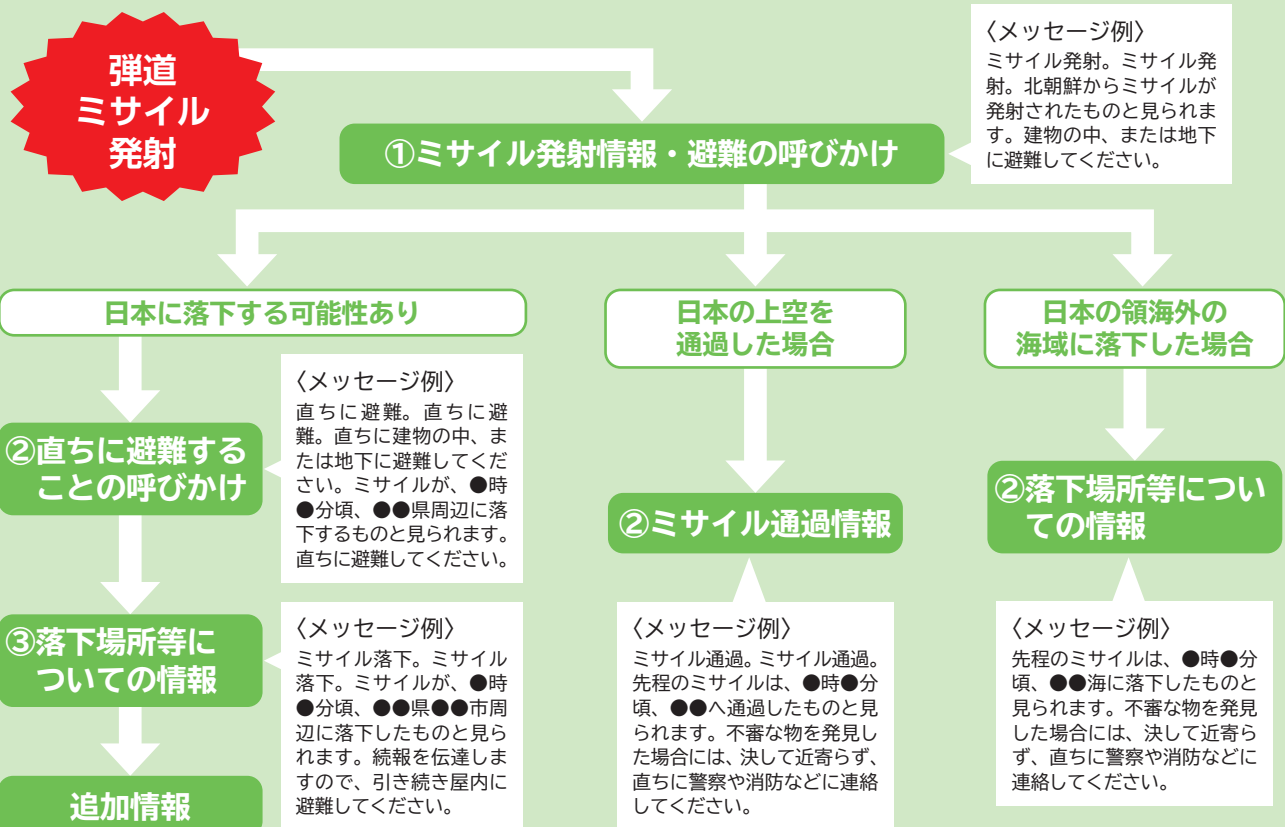 弾道
ミサイル
発射
①ミサイル発射情報・避難の呼びかけ
〈メッセージ例〉
ミサイル発射。ミサイル発
射。北朝鮮からミサイルが
発射されたものと見られま
す。建物の中、または地下
に避難してください。
日本に落下する可能性あり
②直ちに避難する
ことの呼びかけ
〈メッセージ例〉
直ちに避難。直ちに避
難。直ちに建物の中、ま
たは地下に避難してくだ
さい。ミサイルが、●時
●分頃、●●県周辺に落
下するものと見られます。
直ちに避難してください。
③落下場所等に
ついての情報
〈メッセージ例〉
ミサイル落下。ミサイル
落下。ミサイルが、●時
●分頃、●●県●●市周
辺に落下したものと見ら
れます。続報を伝達しま
すので、引き続き屋内に
避難してください。
追加情報
日本の上空を
通過した場合
②ミサイル通過情報
〈メッセージ例〉
ミサイル通過。ミサイル通過。
先程のミサイルは、●時●分
頃、●●へ通過したものと見
られます。不審な物を発見し
た場合には、決して近寄らず、
直ちに警察や消防などに連絡
してください。
日本の領海外の
海域に落下した場合
②落下場所等につい
ての情報
〈メッセージ例〉
先程のミサイルは、●時●分
頃、●●海に落下したものと
見られます。不審な物を発見
した場合には、決して近寄ら
ず、直ちに警察や消防などに
連絡してください。